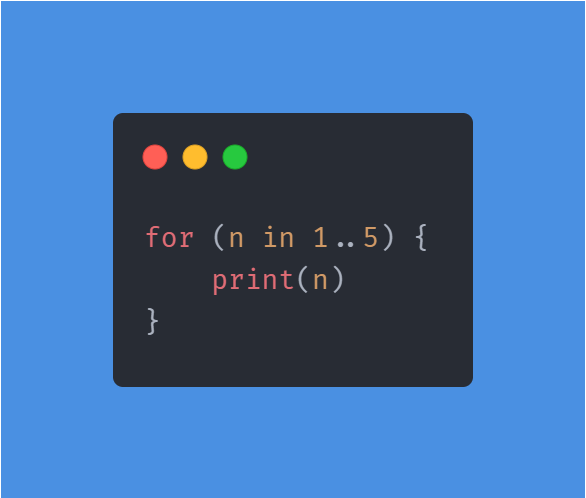 for (n in 1..5) {
    print(n)
}